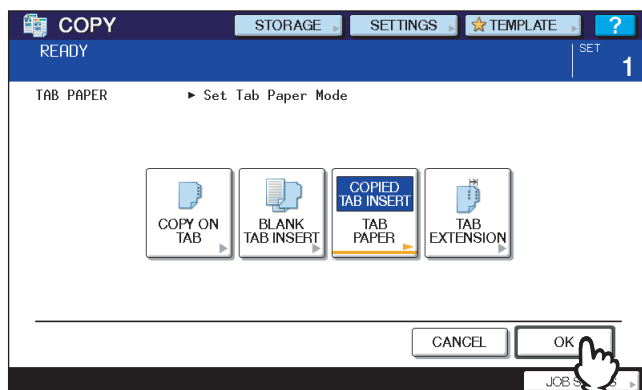 COPY STORAGE SETTINGS TEMPLATE ?
READY SET
1
TAB PAPER ► Set Tab Paper Mode
COPY ON TAB
BLANK TAB INSERT
COPIED TAB INSERT
TAB PAPER
TAB EXTENSION
CANCEL OK
JOB